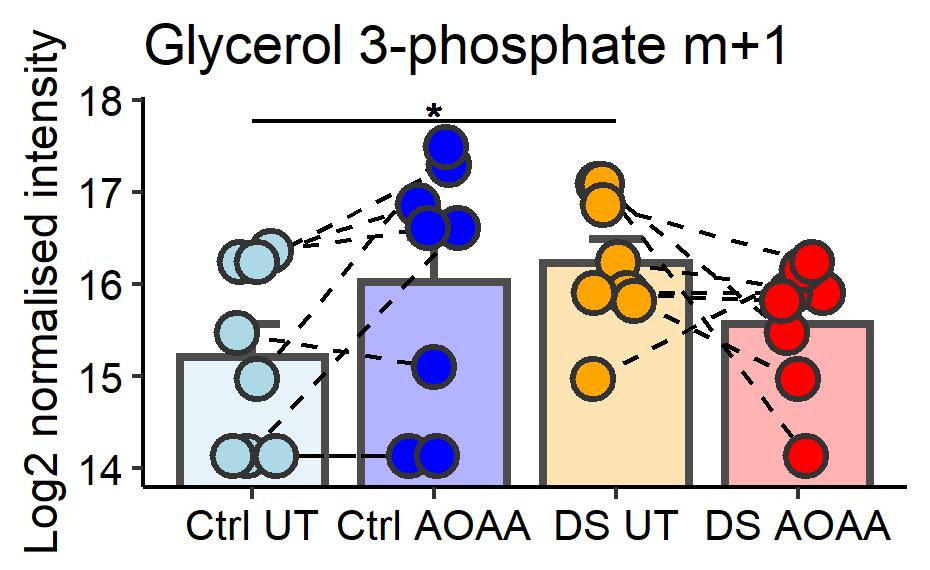 Glycerol 3-phosphate m+1
Log2 normalised intensity
18
*
17
16
15
14
Ctrl UT Ctrl AOAA DS UT DS AOAA